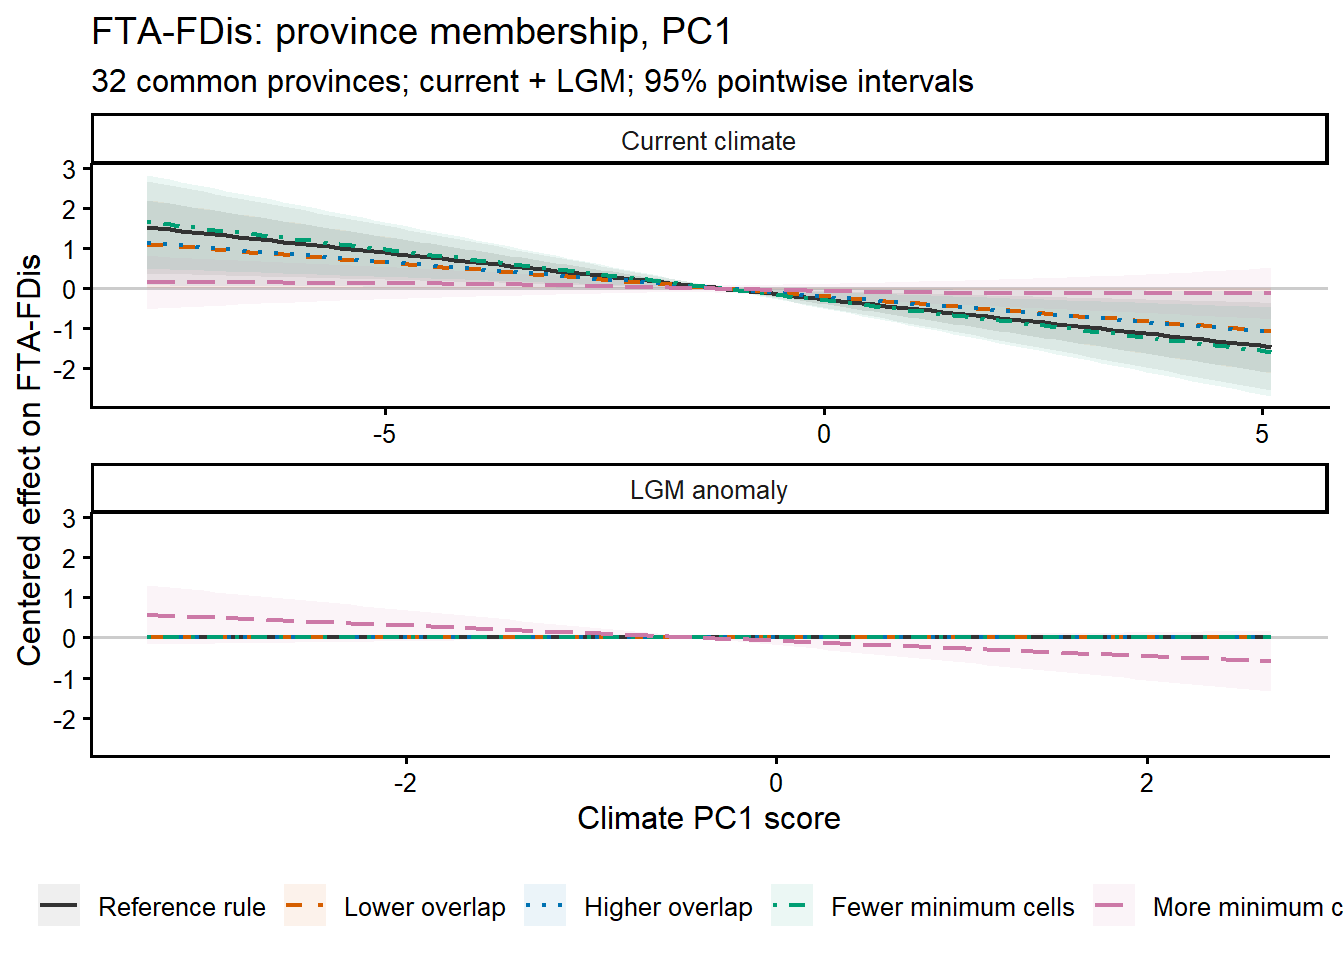 FTA-FDis: province membership, PC1
32 common provinces; current + LGM; 95% pointwise intervals
Current climate
3
2
1
0
-1
-2
-5
0
5
LGM anomaly
3
2
1
0
-1
-2
-2
0
2
Centered effect on FTA-FDis
Climate PC1 score
Reference rule
Lower overlap
Higher overlap
Fewer minimum cells
More minimum c